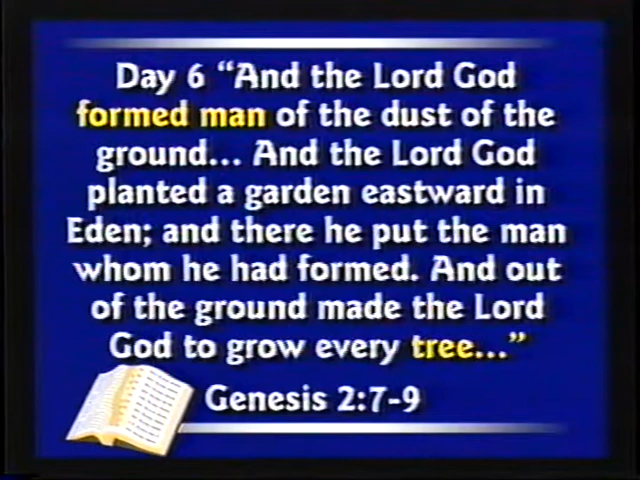 Day 6 “And the Lord God
formed man of the dust of the
ground... And the Lord God
planted a garden eastward in
Eden; and there he put the man
whom he had formed. And out
of the ground made the Lord
God to grow every tree...”
Genesis 2:7-9